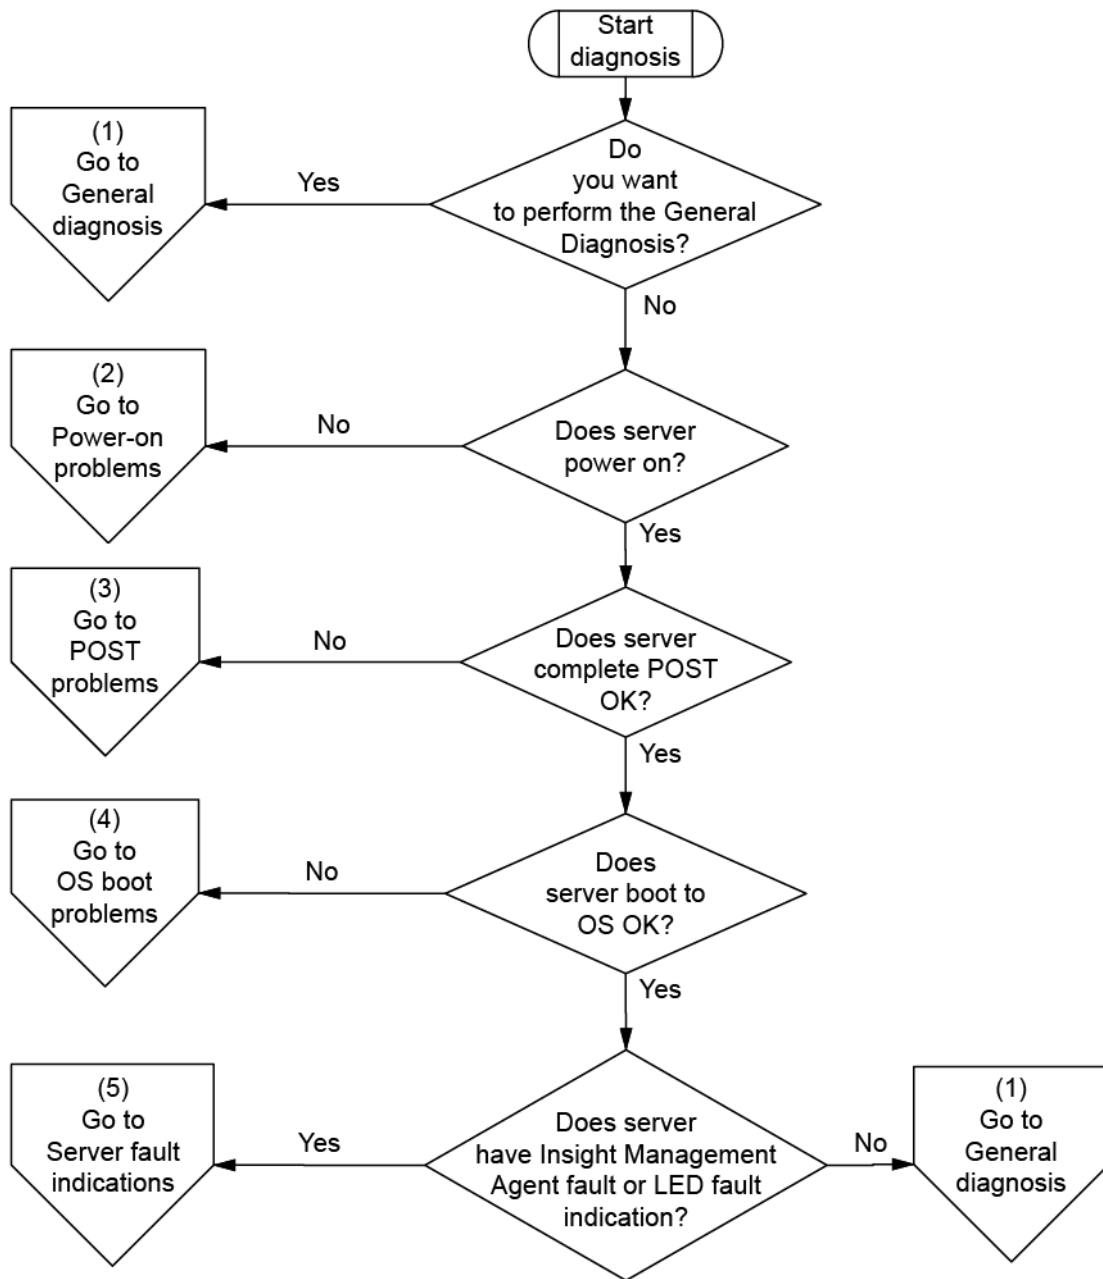 Start
diagnosis
Do
you want
to perform the General
Diagnosis?
Yes
(1)
Go to
General
diagnosis
No
Does server
power on?
No
(2)
Go to
Power-on
problems
Yes
Does server
complete POST
OK?
No
(3)
Go to
POST
problems
Yes
Does
server boot to
OS OK?
No
(4)
Go to
OS boot
problems
Yes
Does server
have Insight Management
Agent fault or LED fault
indication?
Yes
(5)
Go to
Server fault
indications
No
(1)
Go to
General
diagnosis